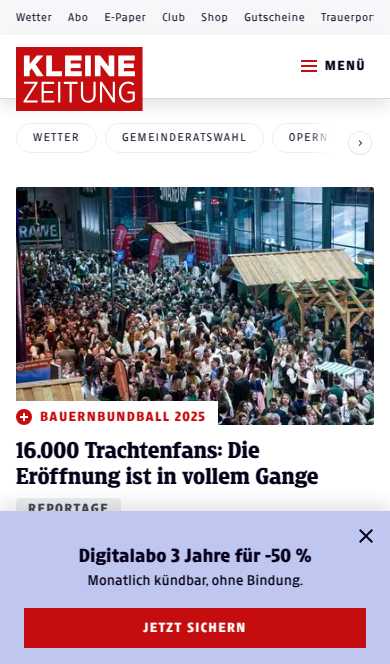 Wetter Abo E-Paper Club Shop Gutscheine Trauerpor
KLEINE
ZEITUNG
MENÜ
WETTER GEMEINDERATSWAHL OPERN
BAUERNBUNDBALL 2025
16.000 Trachtenfans: Die
Eröffnung ist in vollem Gange
REPORTAGE
Digitalabo 3 Jahre für -50 %
Monatlich kündbar, ohne Bindung.
JETZT SICHERN